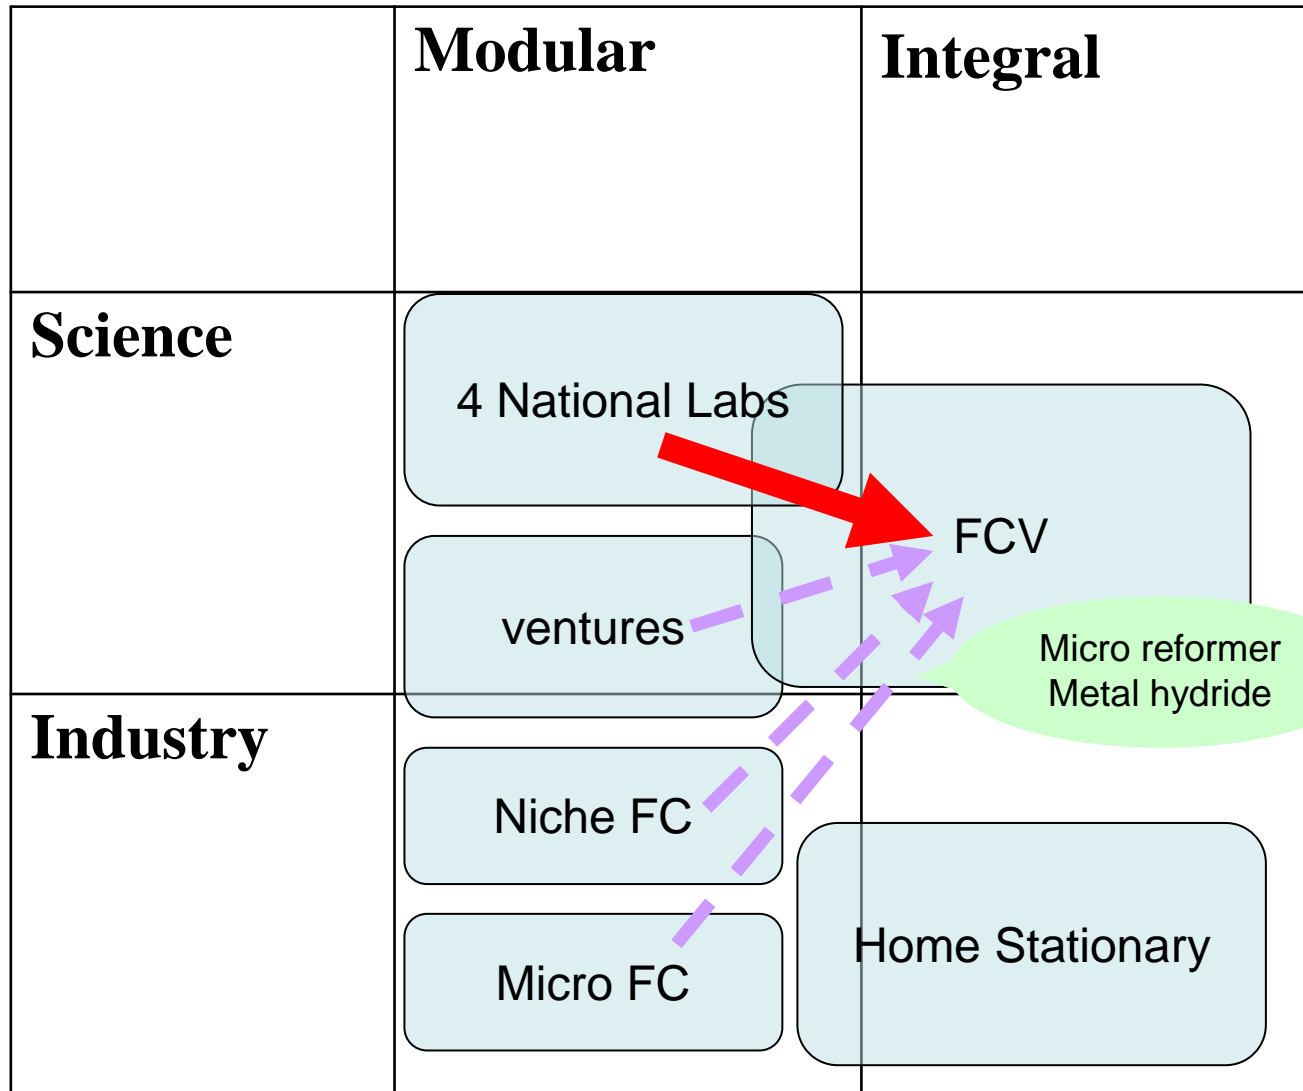 Modular
Integral
Science
4 National Labs
FCV
ventures
Micro reformer
Metal hydride
Industry
Niche FC
Home Stationary
Micro FC